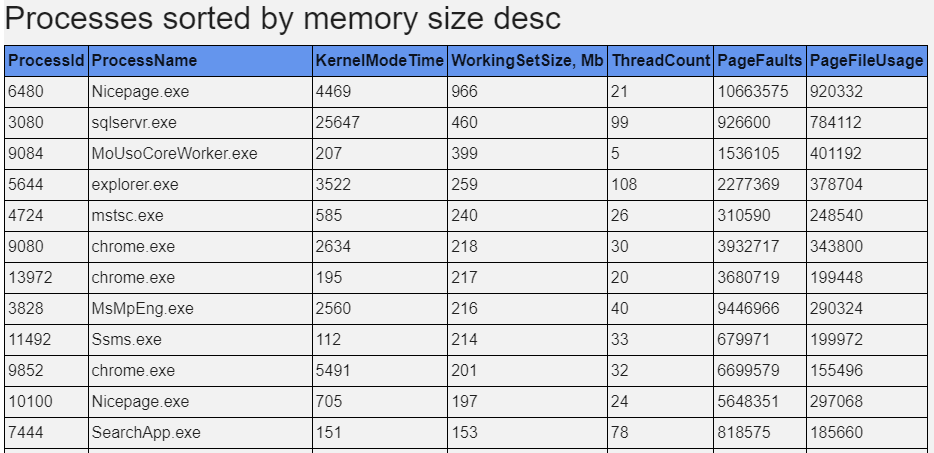 Processes sorted by memory size desc
ProcessId ProcessName KernelModeTime WorkingSetSize, Mb ThreadCount PageFaults PageFileUsage
6480 Nicepage.exe 4469 966 21 10663575 920332
3080 sqlservr.exe 25647 460 99 926600 784112
9084 MoUsoCoreWorker.exe 207 399 5 1536105 401192
5644 explorer.exe 3522 259 108 2277369 378704
4724 mstsc.exe 585 240 26 310590 248540
9080 chrome.exe 2634 218 30 3932717 343800
13972 chrome.exe 195 217 20 3680719 199448
3828 MsMpEng.exe 2560 216 40 9446966 290324
11492 Ssms.exe 112 214 33 679971 199972
9852 chrome.exe 5491 201 32 6699579 155496
10100 Nicepage.exe 705 197 24 5648351 297068
7444 SearchApp.exe 151 153 78 818575 185660